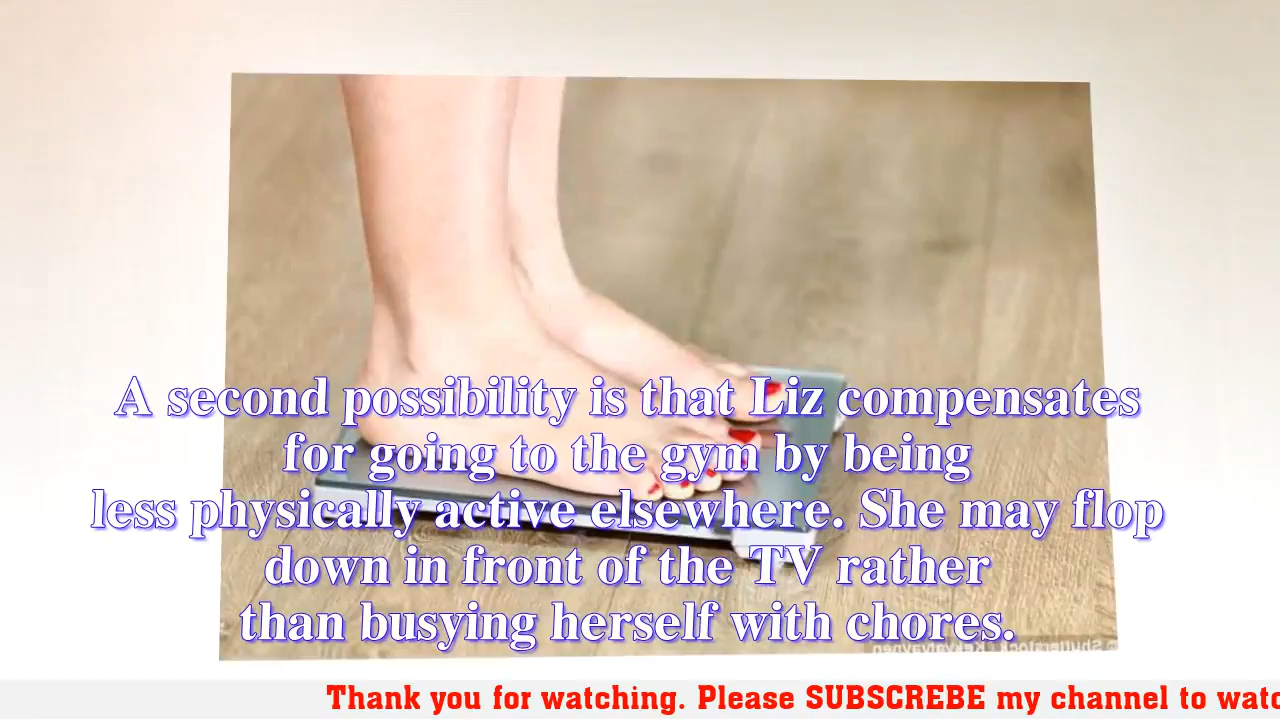 A second possibility is that Liz compensates
for going to the gym by being
less physically active elsewhere. She may flop
down in front of the TV rather
than busying herself with chores.
Thank you for watching. Please SUBSCREBE my channel to watc